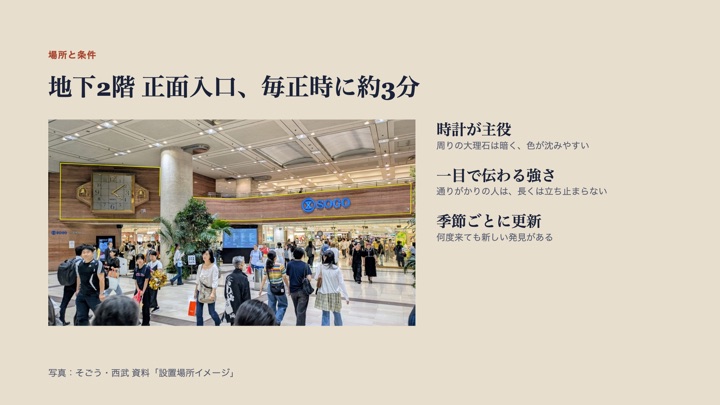 場所と条件
地下2階 正面入口、毎正時に約3分
SOGO
時計が主役
周りの大理石は暗く、色が沈みやすい
一目で伝わる強さ
通りがかりの人は、長くは立ち止まらない
季節ごとに更新
何度来ても新しい発見がある
写真：そごう・西武 資料「設置場所イメージ」